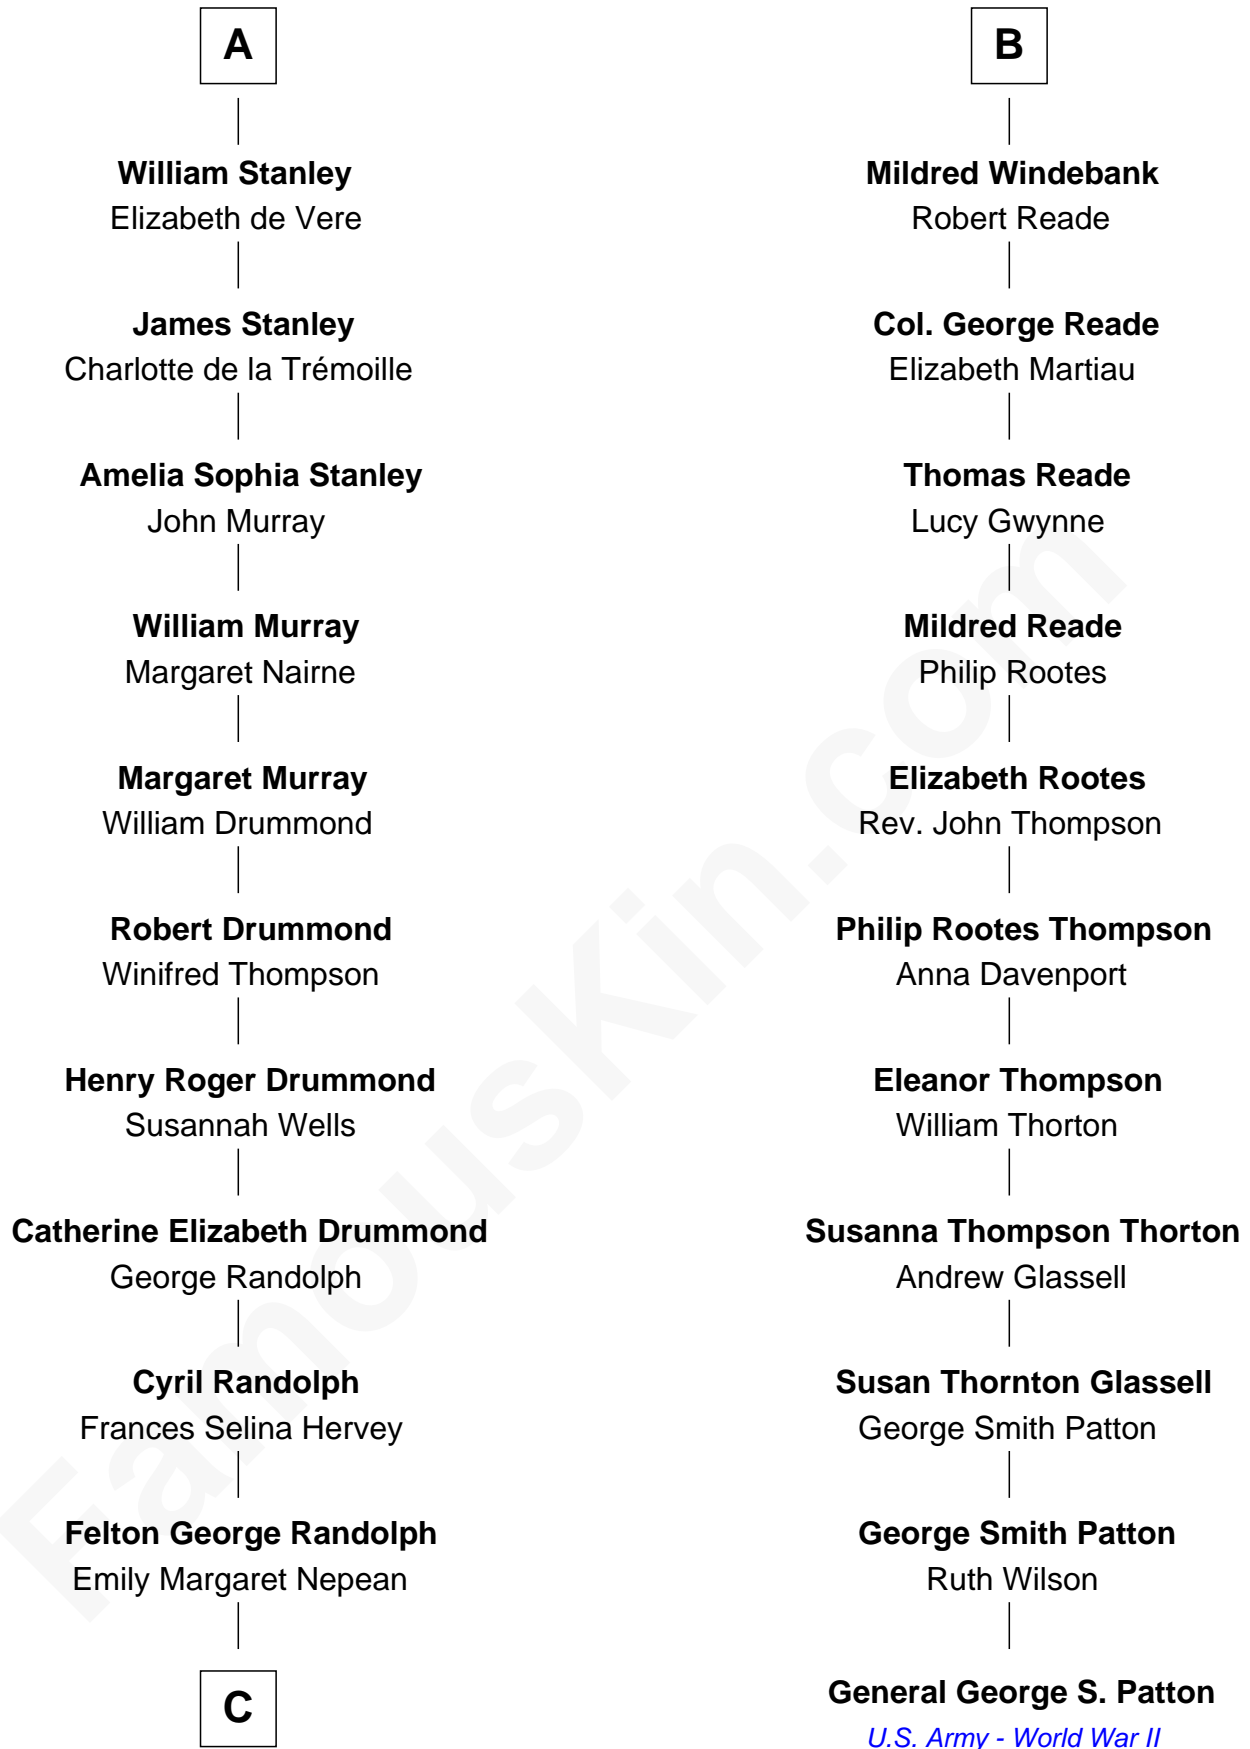 A
William Stanley
Elizabeth de Vere
James Stanley
Charlotte de la Trémoille
Amelia Sophia Stanley
John Murray
William Murray
Margaret Nairne
Margaret Murray
William Drummond
Robert Drummond
Winifred Thompson
Henry Roger Drummond
Susannah Wells
Catherine Elizabeth Drummond
George Randolph
Cyril Randolph
Frances Selina Hervey
Felton George Randolph
Emily Margaret Nepean
C
B
Mildred Windebank
Robert Reade
Col. George Reade
Elizabeth Martiau
Thomas Reade
Lucy Gwynne
Mildred Reade
Philip Rootes
Elizabeth Rootes
Rev. John Thompson
Philip Rootes Thompson
Anna Davenport
Eleanor Thompson
William Thorton
Susanna Thompson Thorton
Andrew Glassell
Susan Thornton Glassell
George Smith Patton
George Smith Patton
Ruth Wilson
General George S. Patton
U.S. Army - World War II
FamousKin.com